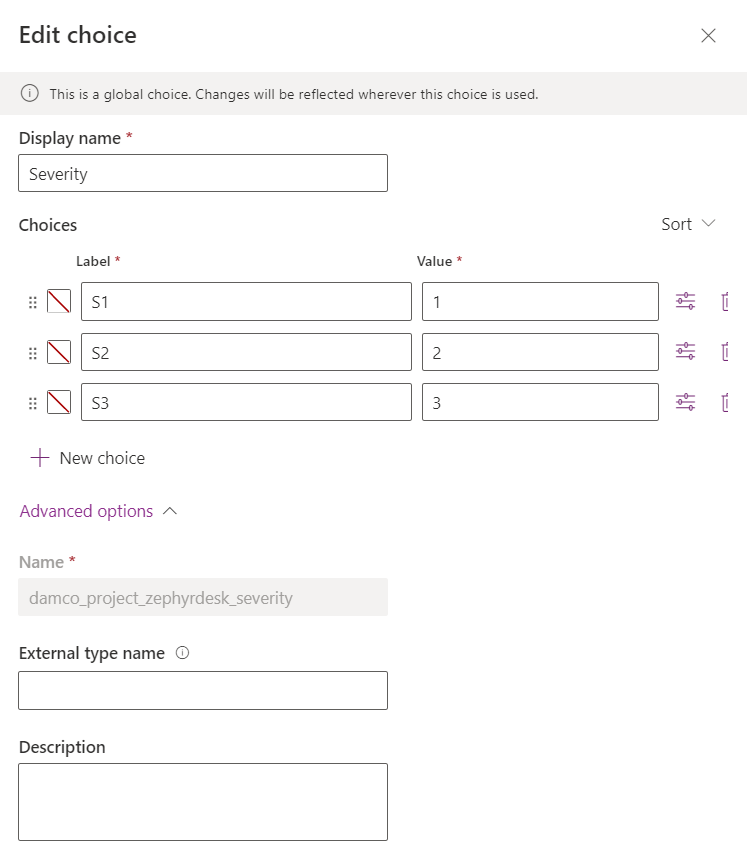 Edit choice
This is a global choice. Changes will be reflected wherever this choice is used.
Display name *
Severity
Choices
Sort
Label * Value *
S1 1
S2 2
S3 3
New choice
Advanced options
Name *
damco_project_zephyrdesk_severity
External type name
Description